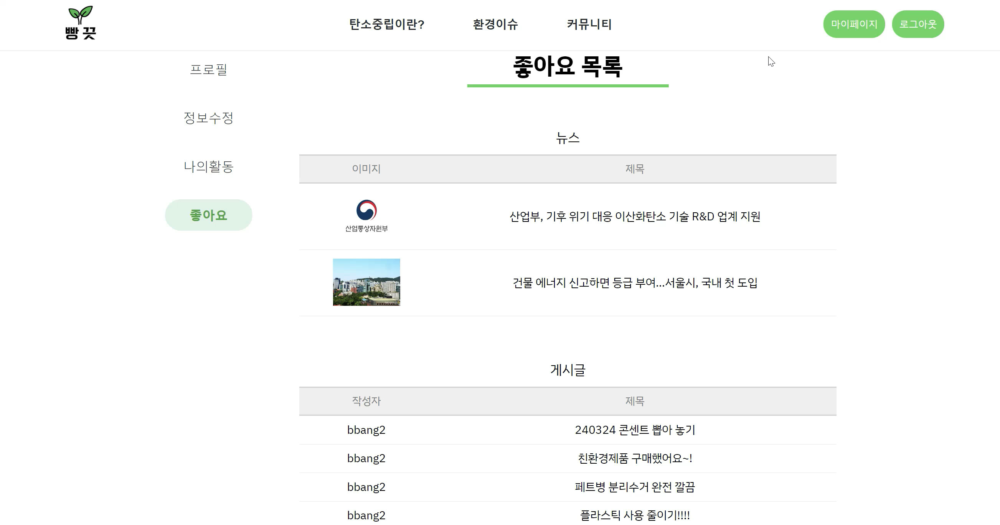 빵 끗
탄소중립이란?
환경이슈
커뮤니티
마이페이지
로그아웃
프로필
정보수정
나의활동
좋아요
좋아요 목록
뉴스
이미지 제목
산업통상자원부
산업부, 기후 위기 대응 이산화탄소 기술 R&D 업계 지원
NEWSIS
건물 에너지 신고하면 등급 부여...서울시, 국내 첫 도입
게시글
작성자 제목
bbang2 240324 콘센트 뽑아 놓기
bbang2 친환경제품 구매했어요~!
bbang2 페트병 분리수거 완전 깔끔
bbang2 플라스틱 사용 줄이기!!!!